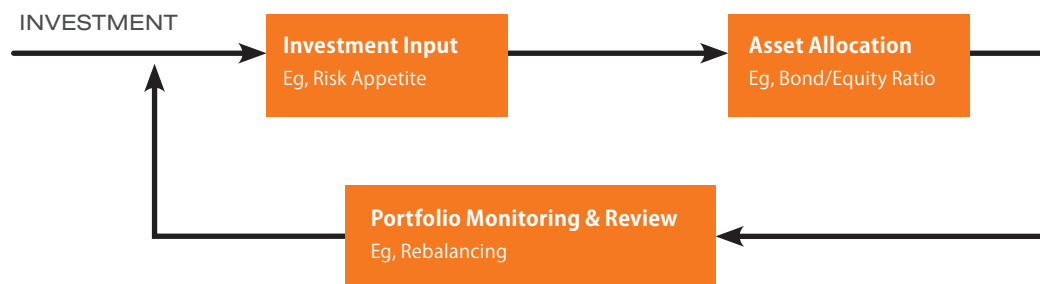 INVESTMENT
Investment Input
Eg, Risk Appetite
Asset Allocation
Eg, Bond/Equity Ratio
Portfolio Monitoring & Review
Eg, Rebalancing